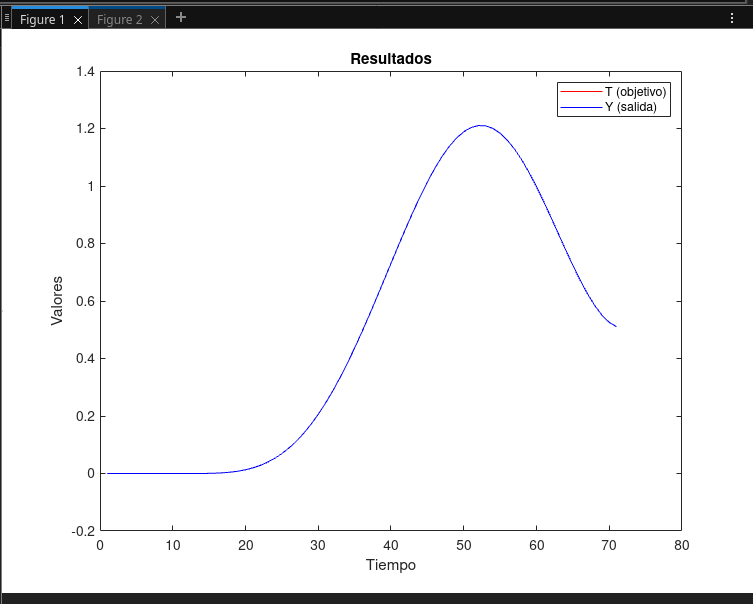 Figure 1 × Figure 2 × +
Resultados
T (objetivo)
Y (salida)
1.4
1.2
1
0.8
0.6
0.4
0.2
0
-0.2
Valores
0 10 20 30 40 50 60 70 80
Tiempo